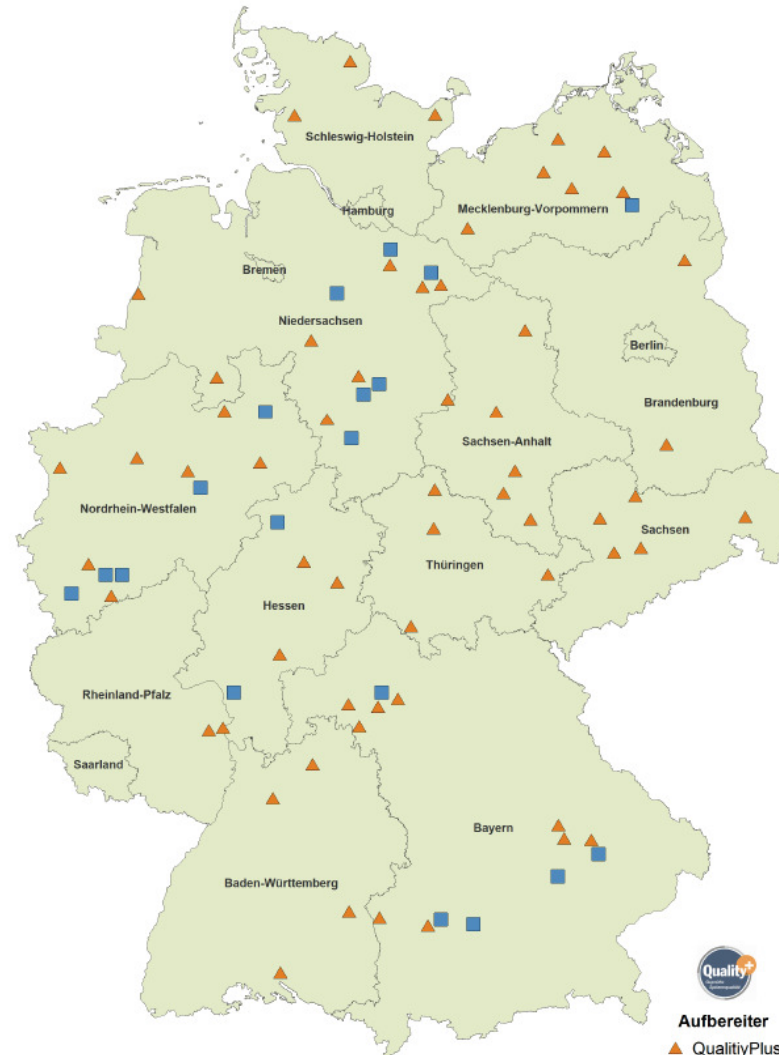 Schleswig-Holstein
Hamburg
Mecklenburg-Vorpommern
Bremen
Niedersachsen
Berlin
Brandenburg
Sachsen-Anhalt
Nordrhein-Westfalen
Sachsen
Thüringen
Hessen
Rheinland-Pfalz
Saarland
Bayern
Baden-Württemberg
Quality+
Aufbereiter
QualitiyPlus